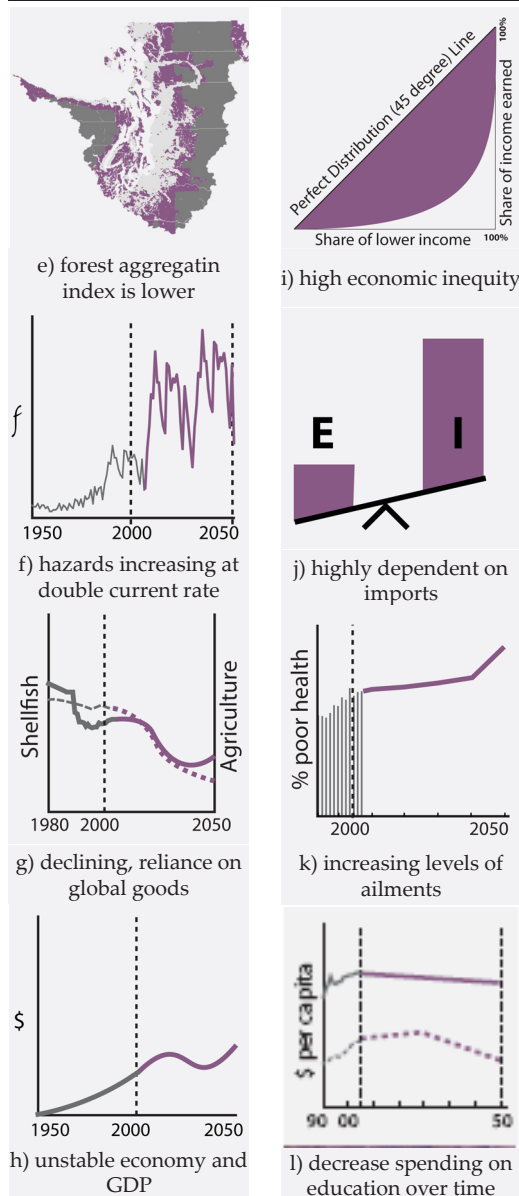 Perfect Distribution (45 degree) Line
100%
Share of income earned
Share of lower income
100%
e) forest aggregatin
index is lower
i) high economic inequity
f
1950
2000
2050
f) hazards increasing at
double current rate
E
I
j) highly dependent on
imports
Shellfish
Agriculture
1980
2000
2050
g) declining, reliance on
global goods
% poor health
2000
2050
k) increasing levels of
ailments
$
1950
2000
2050
h) unstable economy and
GDP
$ per capita
90
00
50
l) decrease spending on
education over time